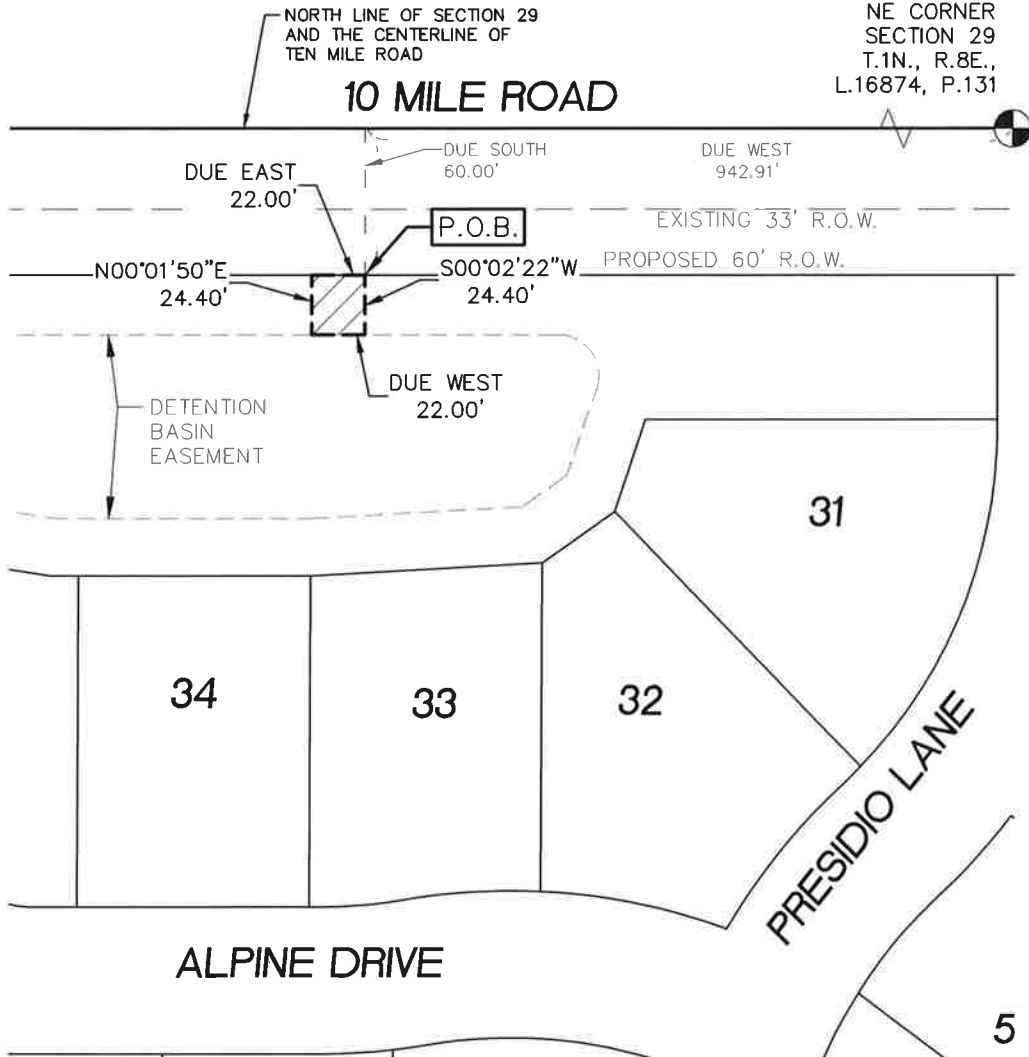 NORTH LINE OF SECTION 29
AND THE CENTERLINE OF
TEN MILE ROAD
NE CORNER
SECTION 29
T.1N., R.8E.,
L.16874, P.131
10 MILE ROAD
DUE SOUTH
60.00'
DUE WEST
942.91'
DUE EAST
22.00'
P.O.B.
EXISTING 33' R.O.W.
PROPOSED 60' R.O.W.
N00°01'50"E
24.40'
S00°02'22"W
24.40'
DUE WEST
22.00'
DETENTION
BASIN
EASEMENT
31
34
33
32
PRESIDIO LANE
ALPINE DRIVE
5